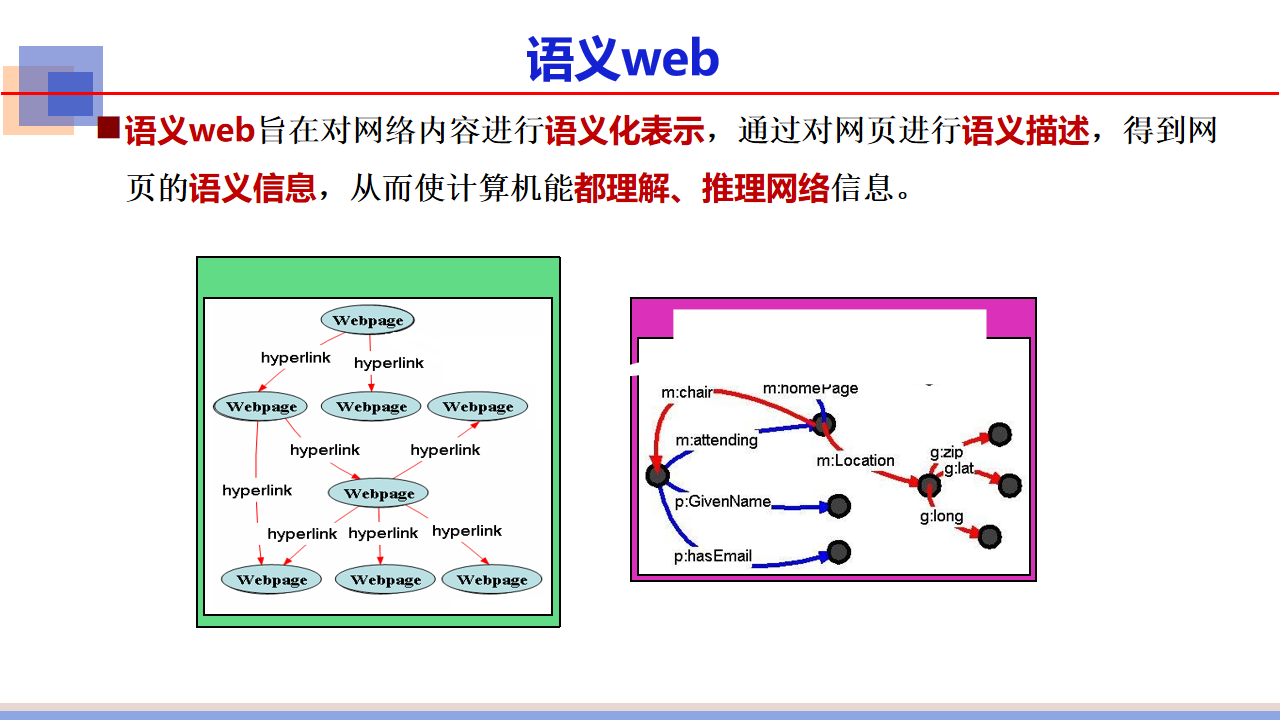 语义web
语义web旨在对网络内容进行语义化表示，通过对网页进行语义描述，得到网
页的语义信息，从而使计算机能都理解、推理网络信息。
Webpage
hyperlink
hyperlink
Webpage
Webpage
Webpage
hyperlink
hyperlink
hyperlink
Webpage
hyperlink
hyperlink
hyperlink
Webpage
Webpage
Webpage
m:chair
m:homePage
m:attending
m:Location
g:zip
g:lat
p:GivenName
g:long
p:hasEmail